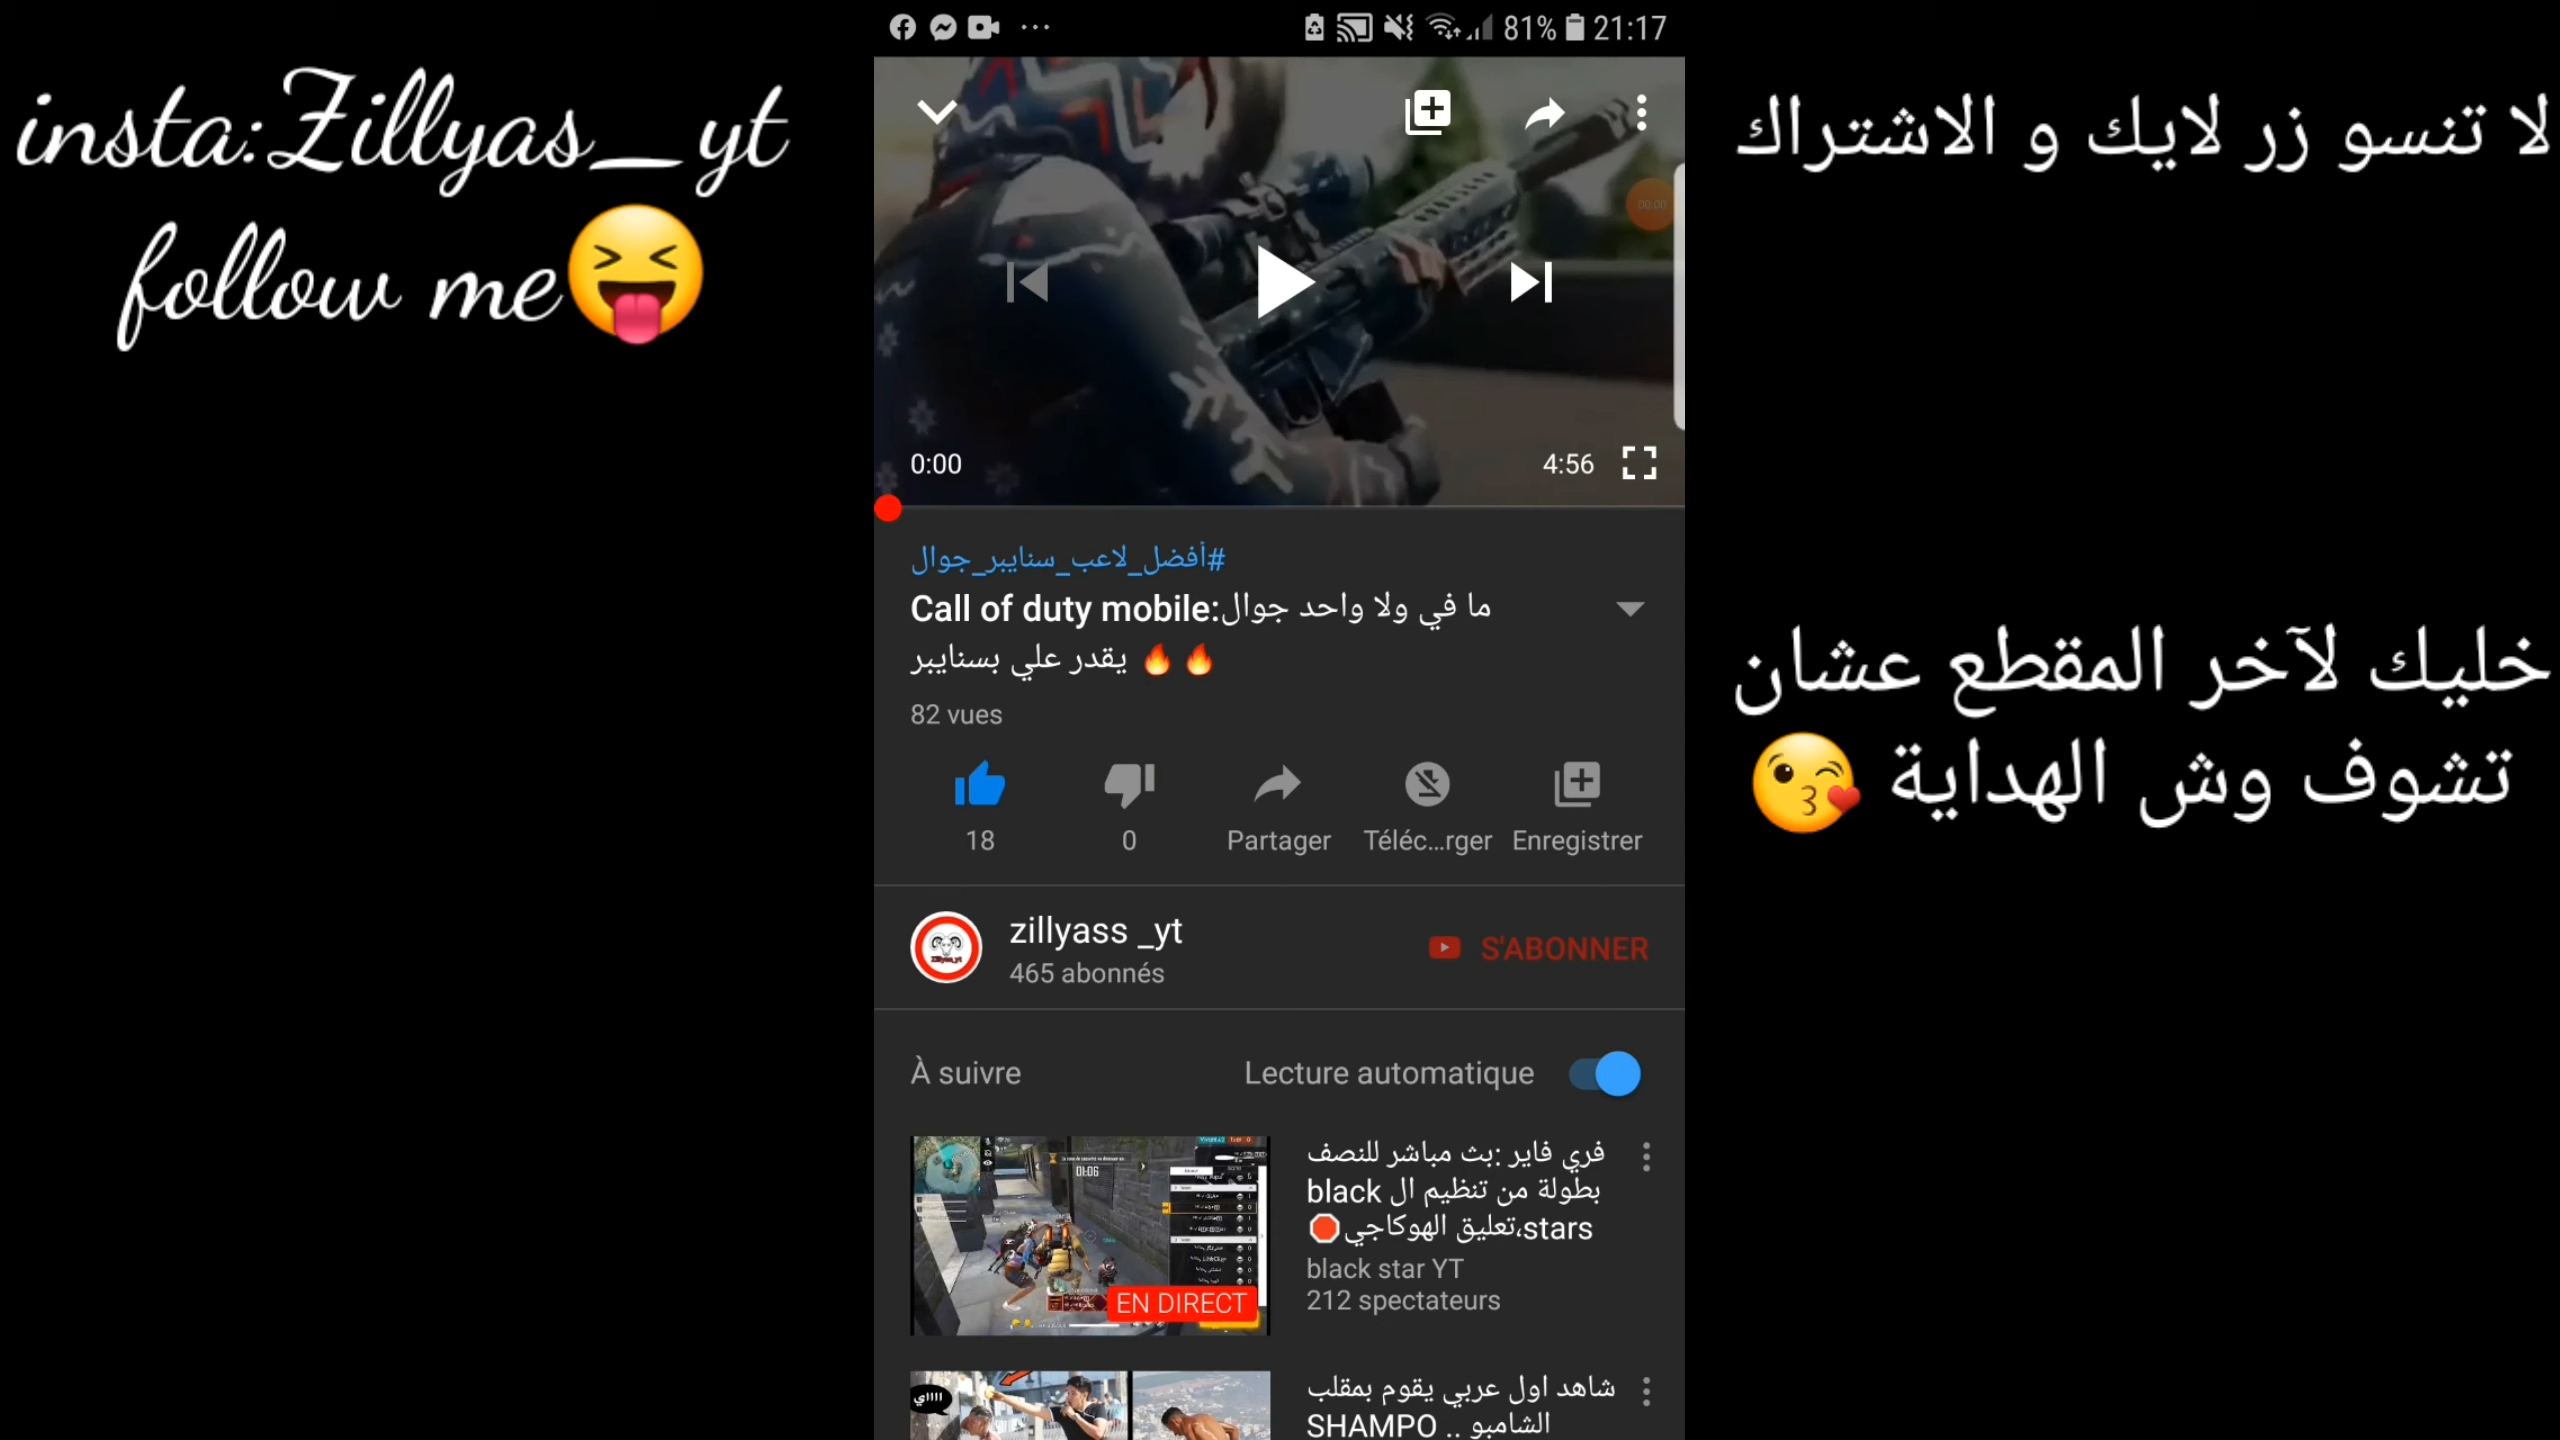 insta:Zillyas_yt
follow me😝
لا تنسو زر لايك و الاشتراك
خليك لآخر المقطع عشان
تشوف وش الهداية 😘
81% 21:17
00:00
0:00
4:56
#أفضل_لاعب_سنايبر_جوال
Call of duty mobile:ما في ولا واحد جوال
يقدر علي بسنايبر 🔥🔥
82 vues
18
0
Partager
Téléc...rger
Enregistrer
zillyass _yt
465 abonnés
S'ABONNER
À suivre
Lecture automatique
01:06
EN DIRECT
فري فاير :بث مباشر للنصف
بطولة من تنظيم ال black
stars،تعليق الهوكاجي🛑
black star YT
212 spectateurs
شاهد اول عربي يقوم بمقلب
الشامبو .. SHAMPO